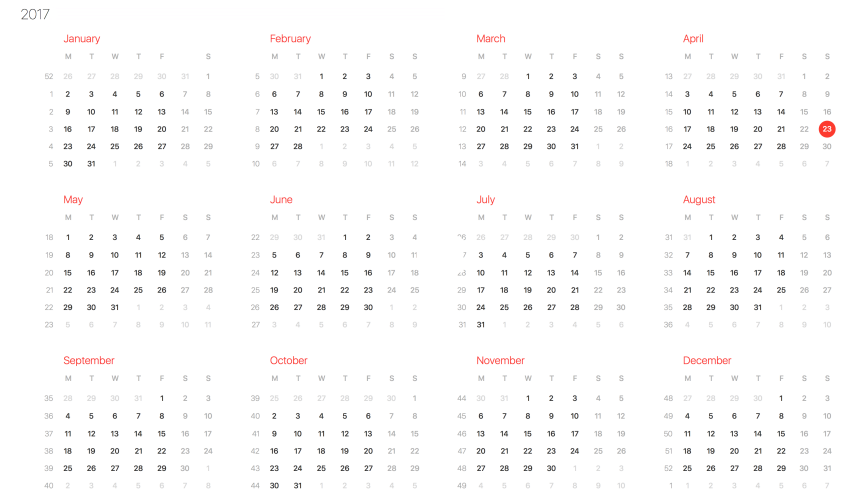 2017
January
M T W T F S
52 26 27 28 29 30 31 1
1 2 3 4 5 6 7 8
2 9 10 11 12 13 14 15
3 16 17 18 19 20 21 22
4 23 24 25 26 27 28 29
5 30 31 1 2 3 4 5
February
M T W T F S S
5 30 31 1 2 3 4 5
6 6 7 8 9 10 11 12
7 13 14 15 16 17 18 19
8 20 21 22 23 24 25 26
9 27 28 1 2 3 4 5
10 6 7 8 9 10 11 12
March
M T W T F S S
9 27 28 1 2 3 4 5
10 6 7 8 9 10 11 12
11 13 14 15 16 17 18 19
12 20 21 22 23 24 25 26
13 27 28 29 30 31 1 2
14 3 4 5 6 7 8 9
April
M T W T F S S
13 27 28 29 30 31 1 2
14 3 4 5 6 7 8 9
15 10 11 12 13 14 15 16
16 17 18 19 20 21 22 23
17 24 25 26 27 28 29 30
18 1 2 3 4 5 6 7
May
M T W T F S S
18 1 2 3 4 5 6 7
19 8 9 10 11 12 13 14
20 15 16 17 18 19 20 21
21 22 23 24 25 26 27 28
22 29 30 31 1 2 3 4
23 5 6 7 8 9 10 11
June
M T W T F S S
22 29 30 31 1 2 3 4
23 5 6 7 8 9 10 11
24 12 13 14 15 16 17 18
25 19 20 21 22 23 24 25
26 26 27 28 29 30 1 2
27 3 4 5 6 7 8 9
July
M T W T F S S
26 27 28 29 30 1 2
7 3 4 5 6 7 8 9
10 11 12 13 14 15 16
29 17 18 19 20 21 22 23
30 24 25 26 27 28 29 30
31 31 1 2 3 4 5 6
August
M T W T F S S
31 31 1 2 3 4 5 6
32 7 8 9 10 11 12 13
33 14 15 16 17 18 19 20
34 21 22 23 24 25 26 27
35 28 29 30 31 1 2 3
36 4 5 6 7 8 9 10
September
M T W T F S S
35 28 29 30 31 1 2 3
36 4 5 6 7 8 9 10
37 11 12 13 14 15 16 17
38 18 19 20 21 22 23 24
39 25 26 27 28 29 30 1
40 2 3 4 5 6 7 8
October
M T W T F S S
39 25 26 27 28 29 30 1
40 2 3 4 5 6 7 8
41 9 10 11 12 13 14 15
42 16 17 18 19 20 21 22
43 23 24 25 26 27 28 29
44 30 31 1 2 3 4 5
November
M T W T F S S
44 30 31 1 2 3 4 5
45 6 7 8 9 10 11 12
46 13 14 15 16 17 18 19
47 20 21 22 23 24 25 26
48 27 28 29 30 1 2 3
49 4 5 6 7 8 9 10
December
M T W T F S S
48 27 28 29 30 1 2 3
49 4 5 6 7 8 9 10
50 11 12 13 14 15 16 17
51 18 19 20 21 22 23 24
52 25 26 27 28 29 30 31
1 1 2 3 4 5 6 7